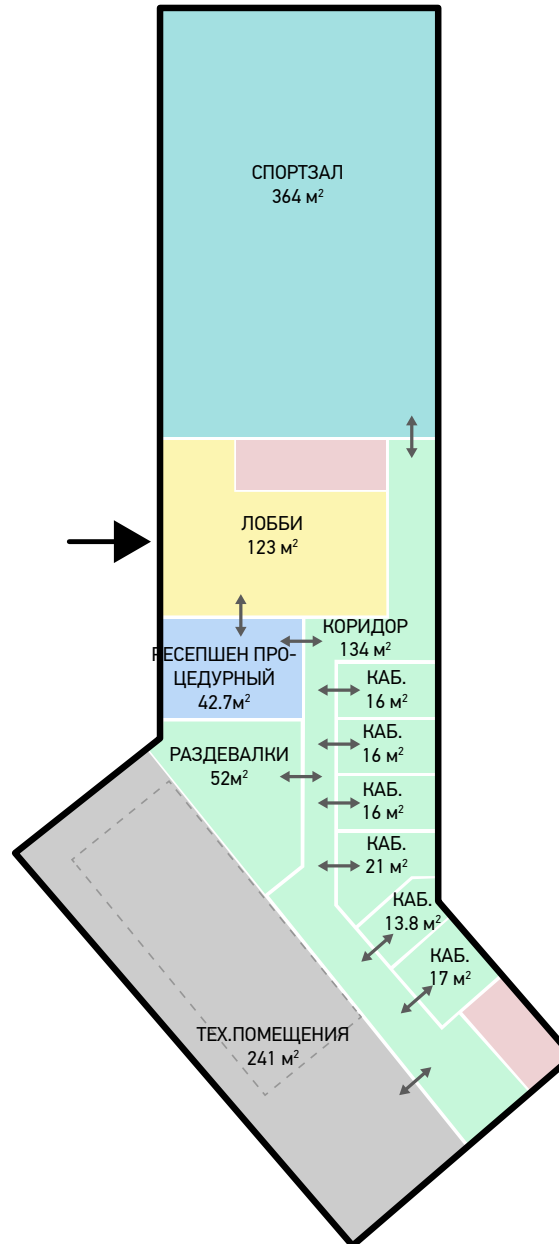 СПОРТЗАЛ
364 м²
ЛОББИ
123 м²
КОРИДОР
134 м²
РЕСЕПШЕН ПРО-
ЦЕДУРНЫЙ
42.7м²
КАБ.
16 м²
КАБ.
16 м²
РАЗДЕВАЛКИ
52м²
КАБ.
16 м²
КАБ.
21 м²
КАБ.
13.8 м²
КАБ.
17 м²
ТЕХ.ПОМЕЩЕНИЯ
241 м²